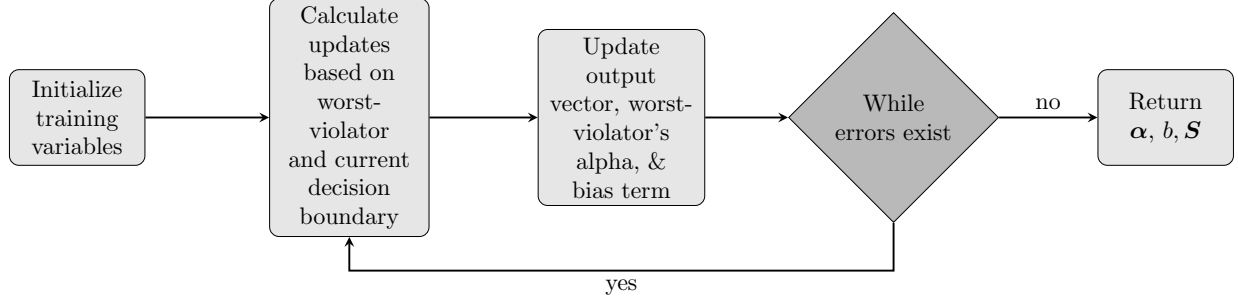 Initialize
training
variables
Calculate
updates
based on
worst-
violator
and current
decision
boundary
Update
output
vector, worst-
violator's
alpha, &
bias term
While
errors exist
no
Return
𝜶, b, 𝑺
yes